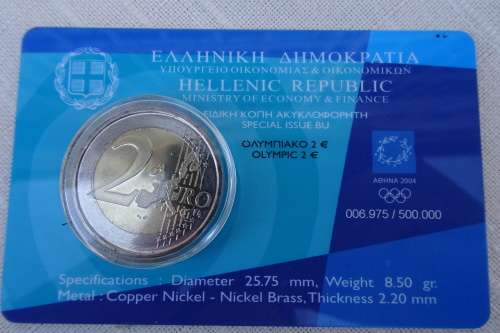 ΕΛΛΗΝΙΚΗ ΔΗΜΟΚΡΑΤΙΑ
ΥΠΟΥΡΓΕΙΟ ΟΙΚΟΝΟΜΙΑΣ & ΟΙΚΟΝΟΜΙΚΩΝ
HELLENIC REPUBLIC
MINISTRY OF ECONOMY & FINANCE
ΕΙΔΙΚΗ ΚΟΠΗ ΑΚΥΚΛΟΦΟΡΗΤΗ
SPECIAL ISSUE BU
ΟΛΥΜΠΙΑΚΟ 2 €
OLYMPIC 2 €
2 EURO
ΑΘΗΝΑ 2004
006.975 / 500.000
Specifications : Diameter 25.75 mm, Weight 8.50 gr.
Metal : Copper Nickel - Nickel Brass, Thickness 2.20 mm